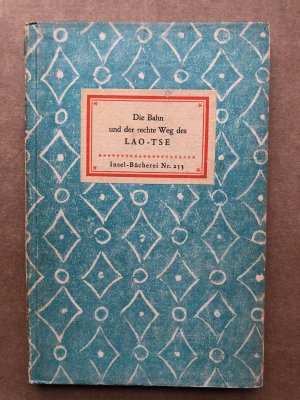 Die Bahn
und der rechte Weg des
LAO-TSE
Insel-Bücherei Nr. 253